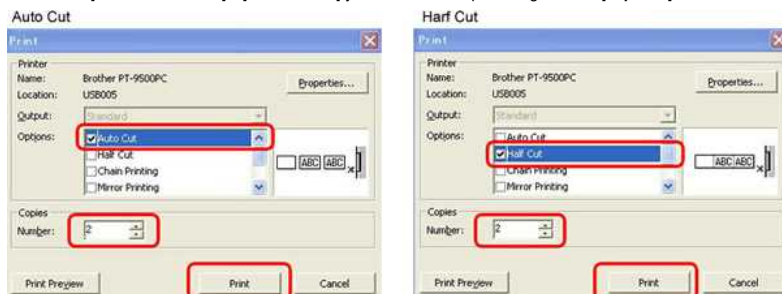 Auto Cut
Print
Printer
Name: Brother PT-9500PC
Properties...
Location: USB005
Output: Standard
Options: Auto Cut
Half Cut
Chain Printing
Mirror Printing
ABC ABC x
Copies
Number: 2
Print Preview Print Cancel
Harf Cut
Print
Printer
Name: Brother PT-9500PC
Properties...
Location: USB005
Output: Standard
Options: Auto Cut
Half Cut
Chain Printing
Mirror Printing
ABC ABC x
Copies
Number: 2
Print Preview Print Cancel